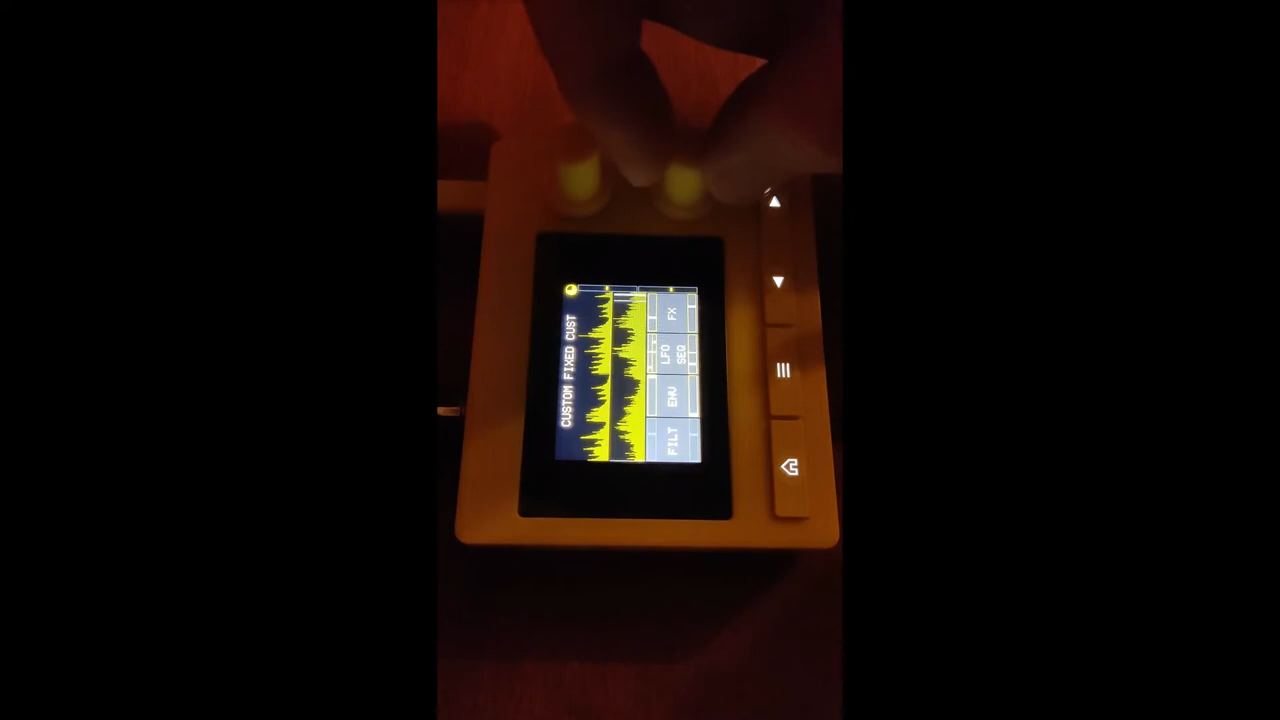 CUSTOM FIXED CUST
FILT
ENV
LFO
SEQ
FX